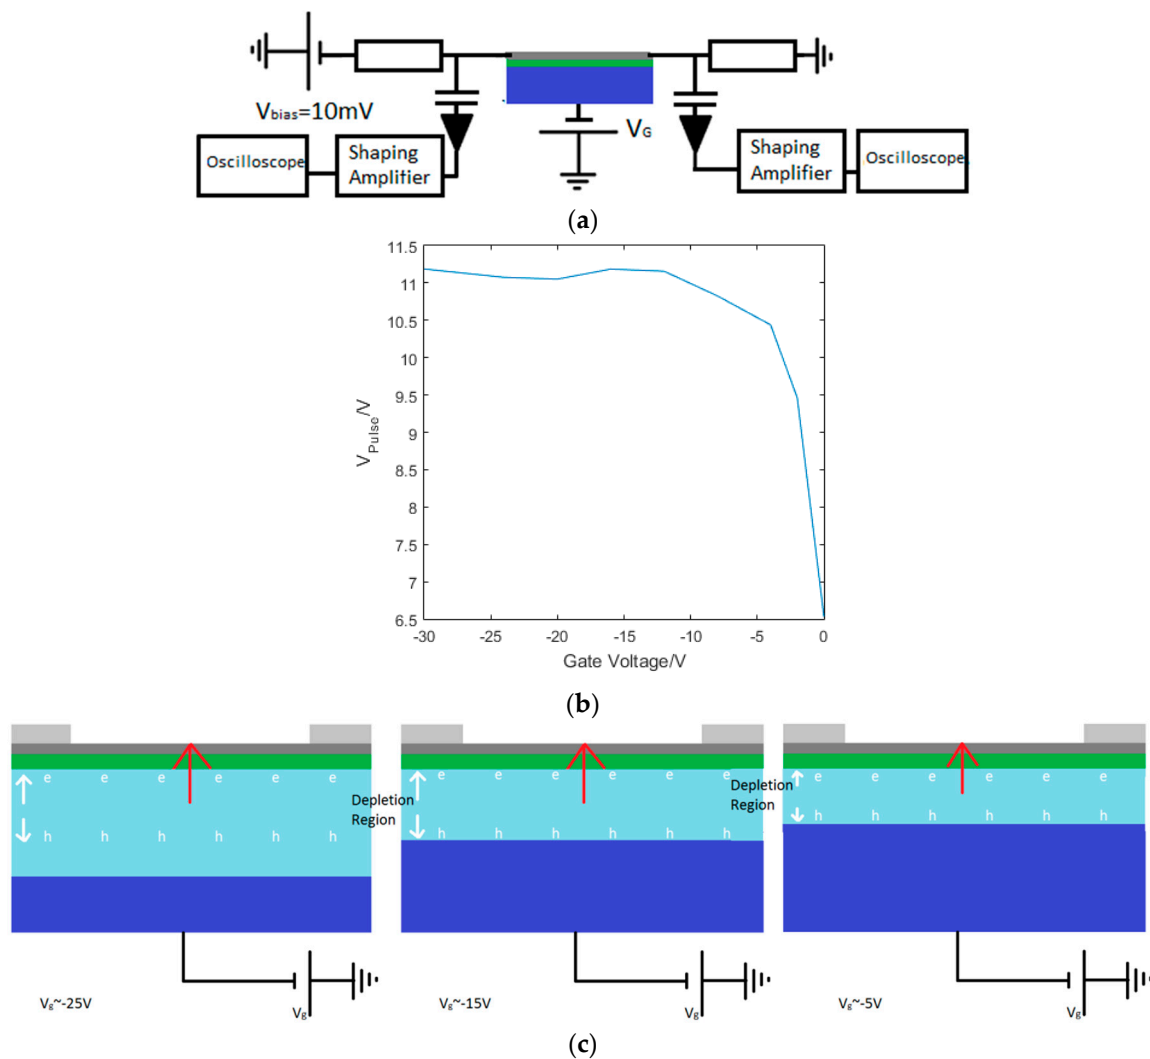 V_bias=10mV
V_G
Oscilloscope
Shaping
Amplifier
Shaping
Amplifier
Oscilloscope
(a)
11.5
11
10.5
10
9.5
9
8.5
8
7.5
7
6.5
V_Pulse/V
-30 -25 -20 -15 -10 -5 0
Gate Voltage/V
(b)
e e e e e e
e e e e e e
e e e e e e
Depletion
Region
Depletion
Region
h h h h h h
h h h h h h
h h h h h h
V_g~-25V
V_g
V_g~-15V
V_g
V_g~-5V
V_g
(c)